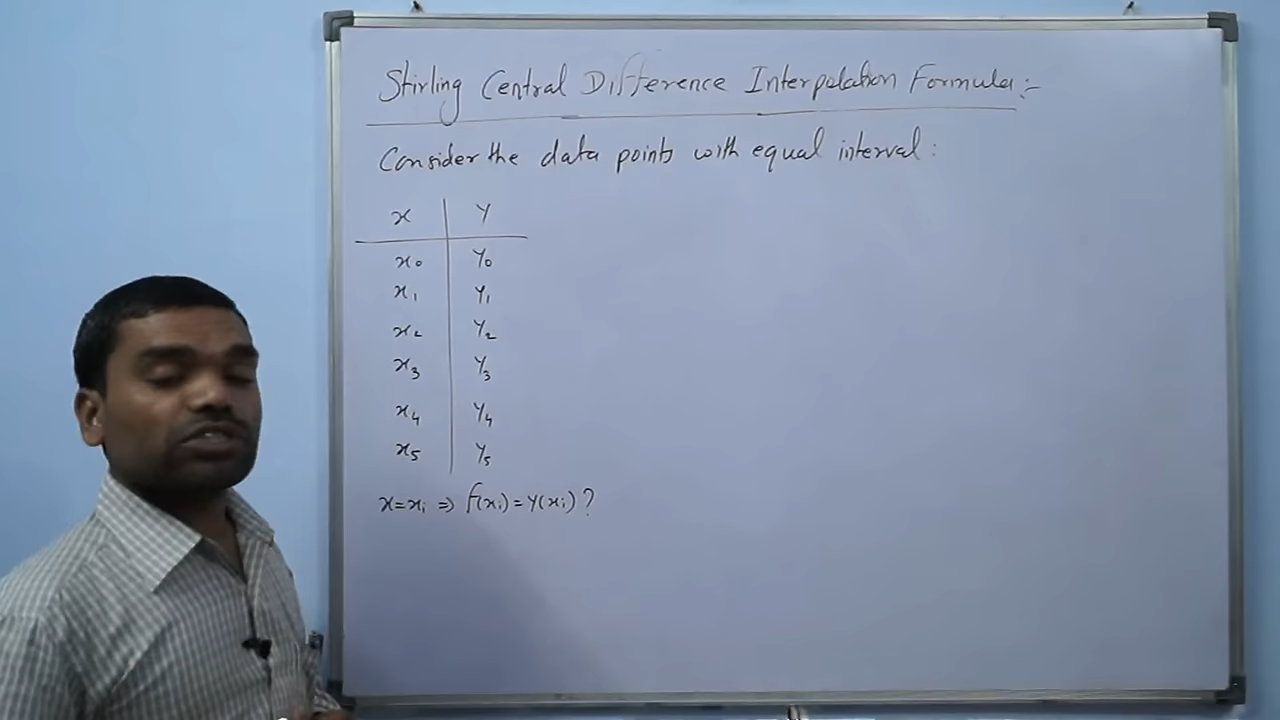 Stirling Central Difference Interpolation Formula:-
Consider the data points with equal interval:
x y
x₀ y₀
x₁ y₁
x₂ y₂
x₃ y₃
x₄ y₄
x₅ y₅
x=xᵢ ⇒ f(xᵢ)=y(xᵢ)?